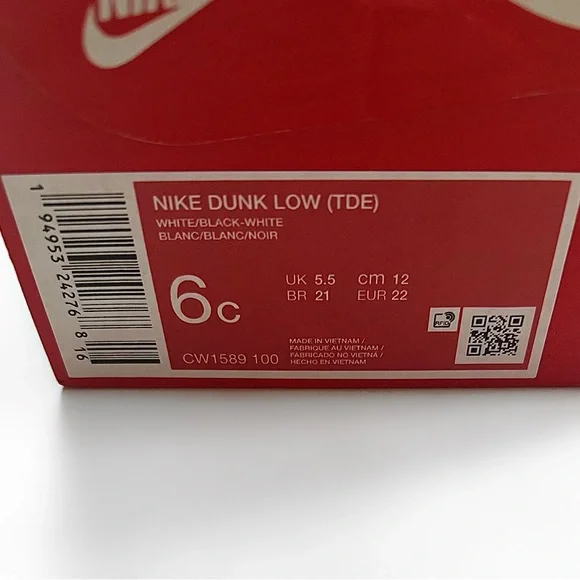 NIKE
NIKE DUNK LOW (TDE)
WHITE/BLACK-WHITE
BLANC/BLANC/NOIR
6C
UK 5.5 cm 12
BR 21 EUR 22
MADE IN VIETNAM /
FABRIQUE AU VIETNAM /
FABRICADO NO VIETNÃ /
HECHO EN VIETNAM
CW1589 100
RFID
1 94953 24276 8 16